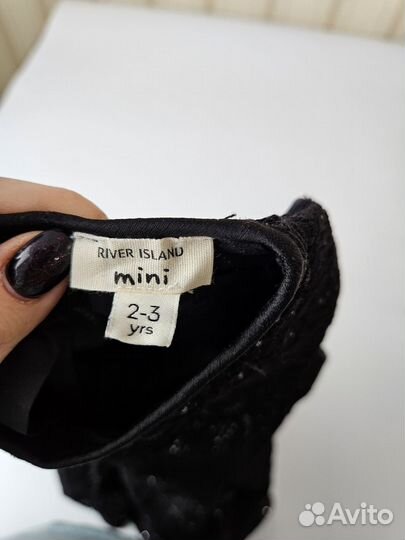 RIVER ISLAND
mini
2-3
yrs
Avito